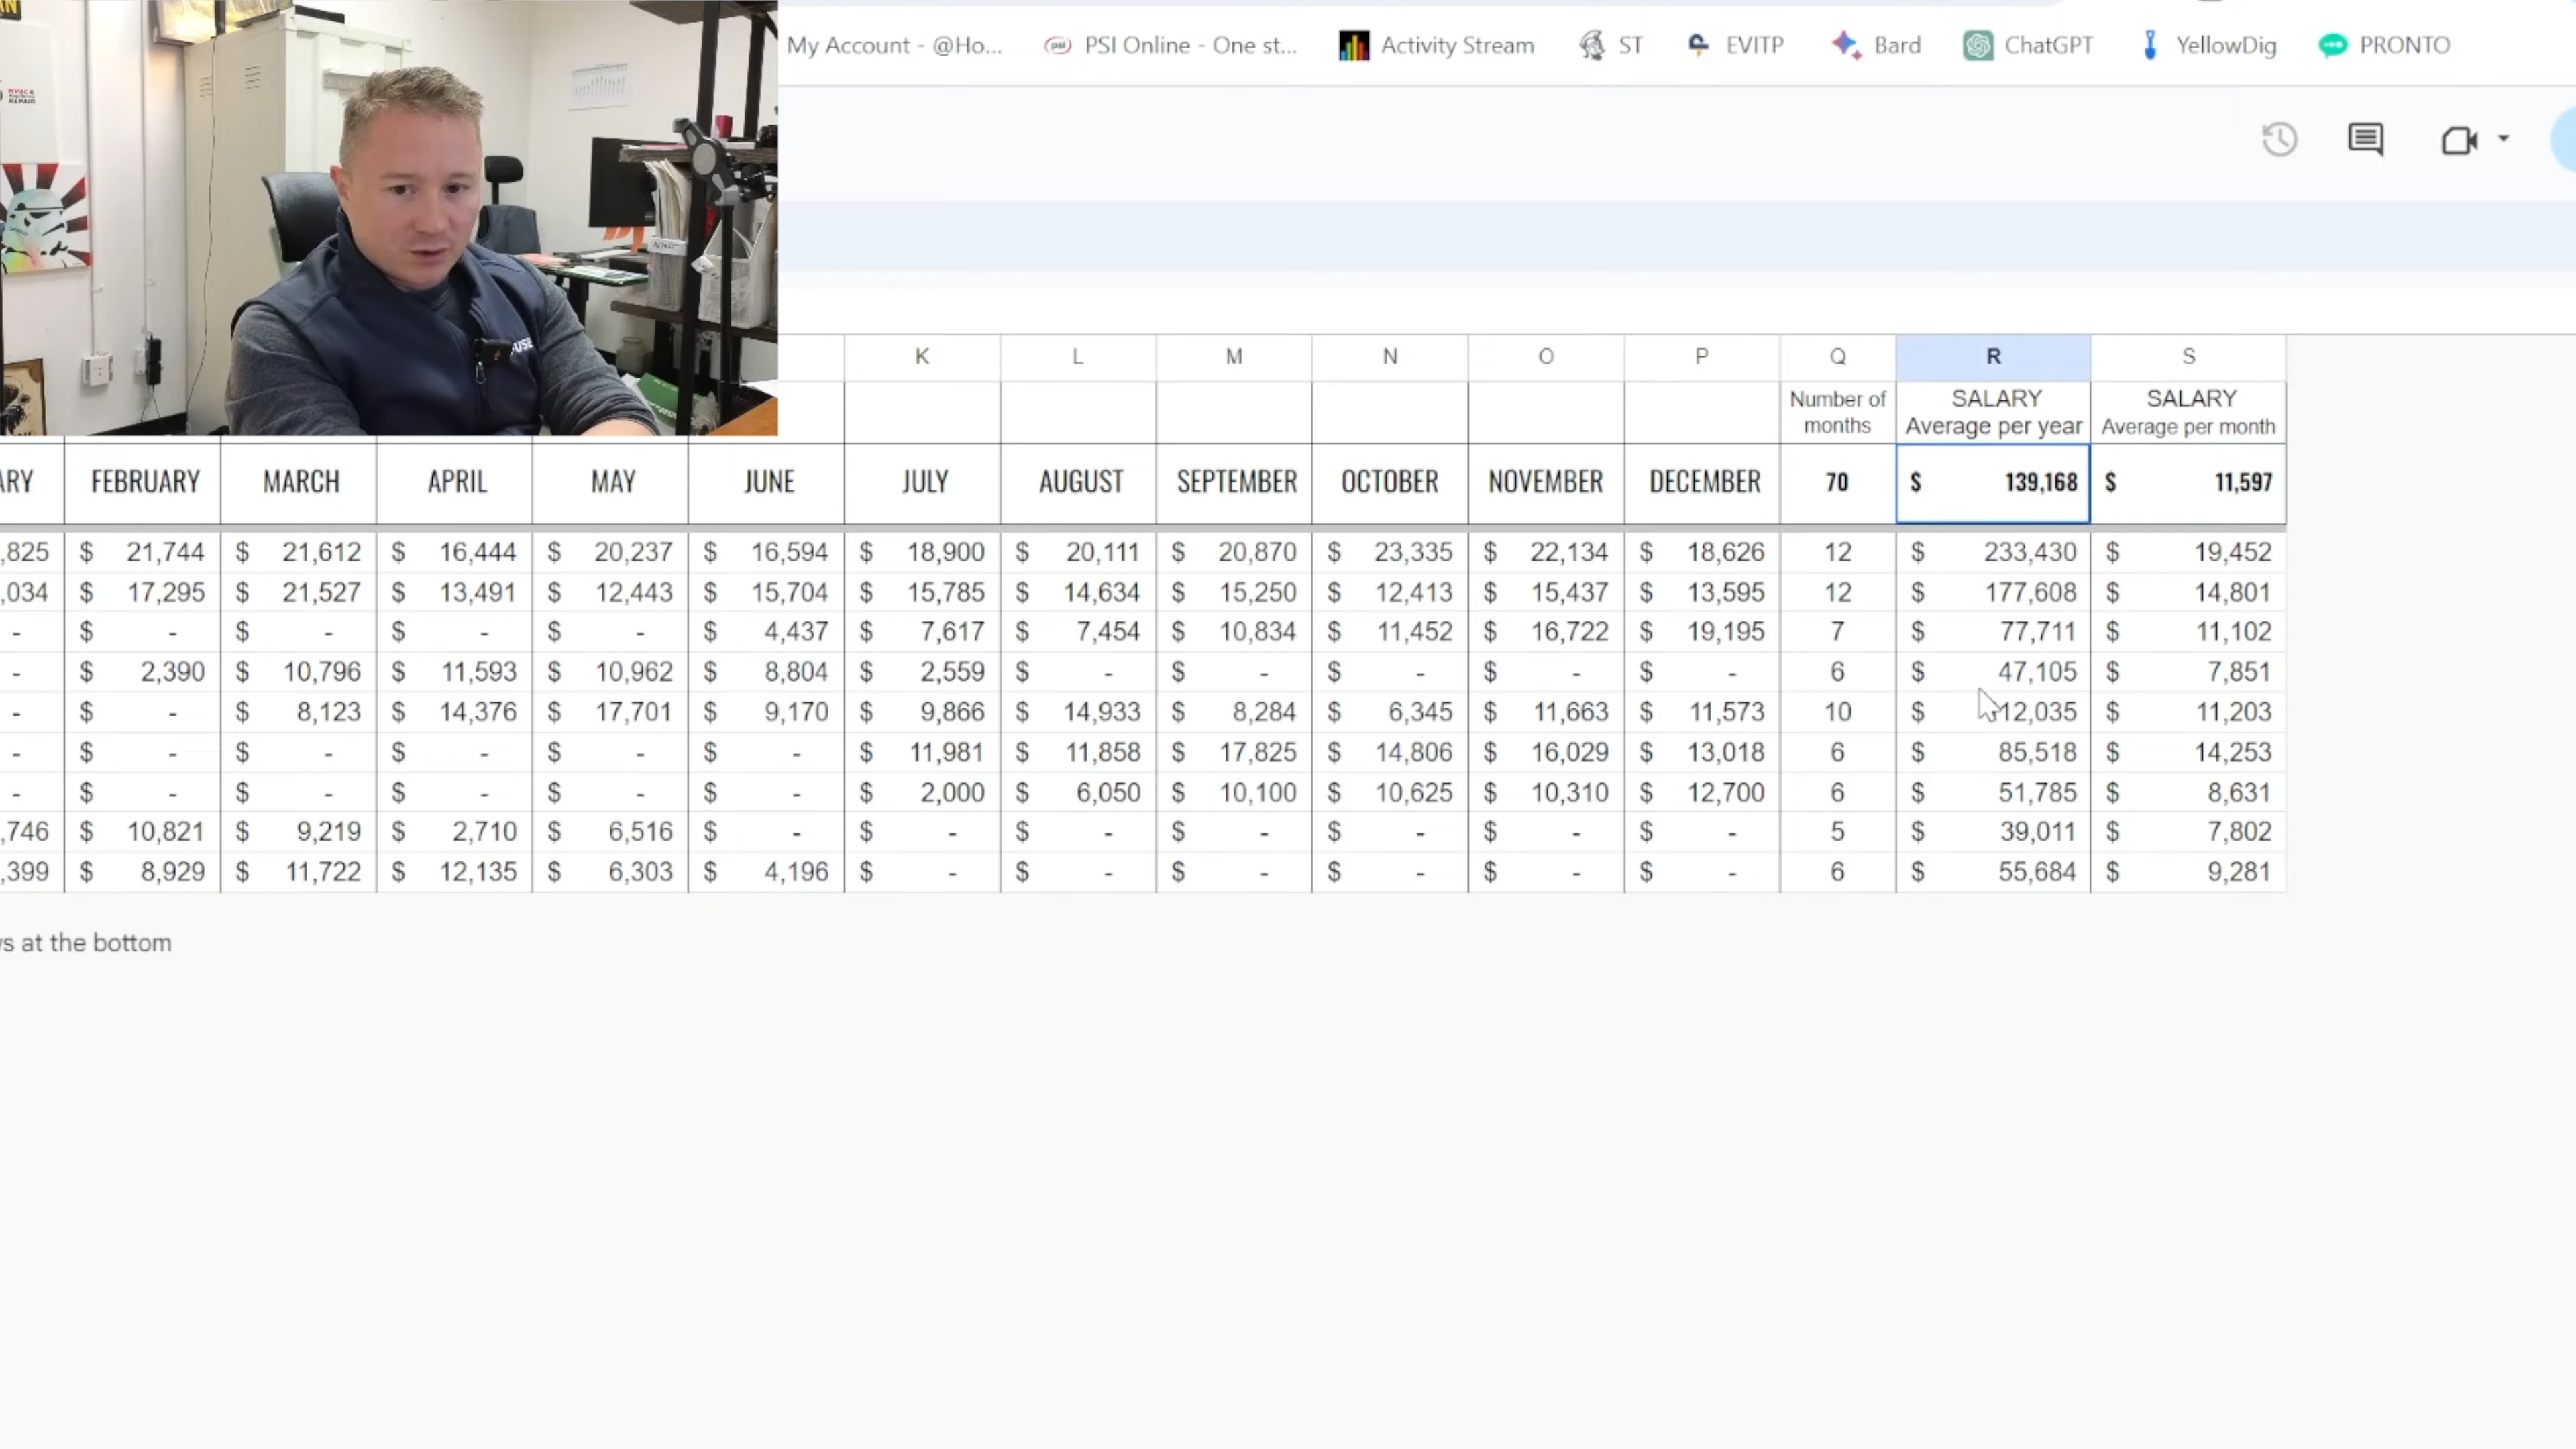 AN
HVAC &
REPAIR
USE
My Account - @Ho... PSI Online - One st... Activity Stream ST EVITP Bard ChatGPT YellowDig PRONTO
K L M N O P Q R S
Number of months SALARY Average per year SALARY Average per month
ARY FEBRUARY MARCH APRIL MAY JUNE JULY AUGUST SEPTEMBER OCTOBER NOVEMBER DECEMBER 70 $ 139,168 $ 11,597
,825 $ 21,744 $ 21,612 $ 16,444 $ 20,237 $ 16,594 $ 18,900 $ 20,111 $ 20,870 $ 23,335 $ 22,134 $ 18,626 12 $ 233,430 $ 19,452
,034 $ 17,295 $ 21,527 $ 13,491 $ 12,443 $ 15,704 $ 15,785 $ 14,634 $ 15,250 $ 12,413 $ 15,437 $ 13,595 12 $ 177,608 $ 14,801
- $ - $ - $ - $ - $ 4,437 $ 7,617 $ 7,454 $ 10,834 $ 11,452 $ 16,722 $ 19,195 7 $ 77,711 $ 11,102
- $ 2,390 $ 10,796 $ 11,593 $ 10,962 $ 8,804 $ 2,559 $ - $ - $ - $ - $ - 6 $ 47,105 $ 7,851
- $ - $ 8,123 $ 14,376 $ 17,701 $ 9,170 $ 9,866 $ 14,933 $ 8,284 $ 6,345 $ 11,663 $ 11,573 10 $ 12,035 $ 11,203
- $ - $ - $ - $ - $ - $ 11,981 $ 11,858 $ 17,825 $ 14,806 $ 16,029 $ 13,018 6 $ 85,518 $ 14,253
- $ - $ - $ - $ - $ - $ 2,000 $ 6,050 $ 10,100 $ 10,625 $ 10,310 $ 12,700 6 $ 51,785 $ 8,631
,746 $ 10,821 $ 9,219 $ 2,710 $ 6,516 $ - $ - $ - $ - $ - $ - $ - 5 $ 39,011 $ 7,802
,399 $ 8,929 $ 11,722 $ 12,135 $ 6,303 $ 4,196 $ - $ - $ - $ - $ - $ - 6 $ 55,684 $ 9,281
s at the bottom